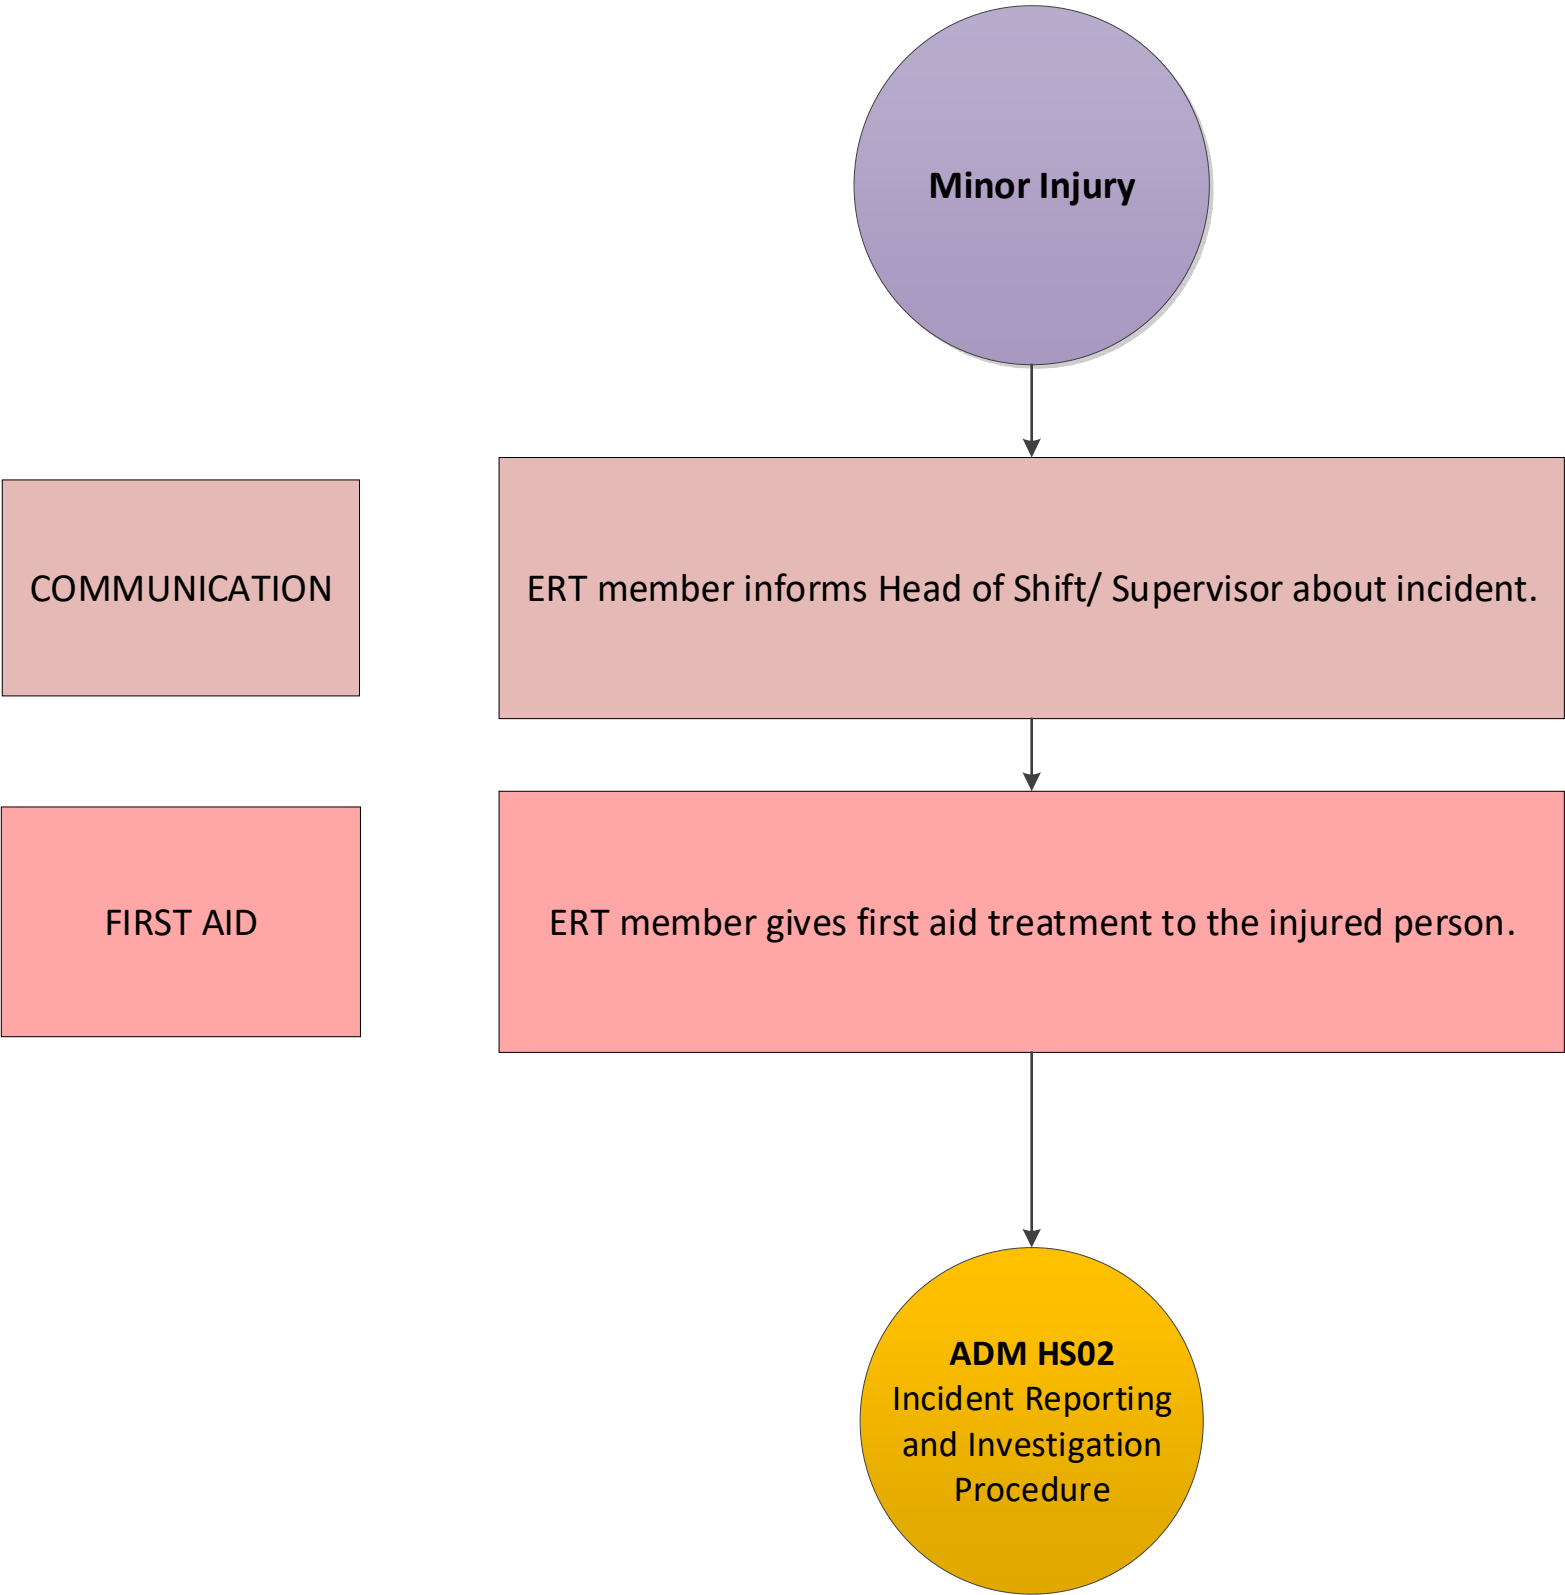 Minor Injury
COMMUNICATION
ERT member informs Head of Shift/ Supervisor about incident.
FIRST AID
ERT member gives first aid treatment to the injured person.
ADM HS02
Incident Reporting
and Investigation
Procedure